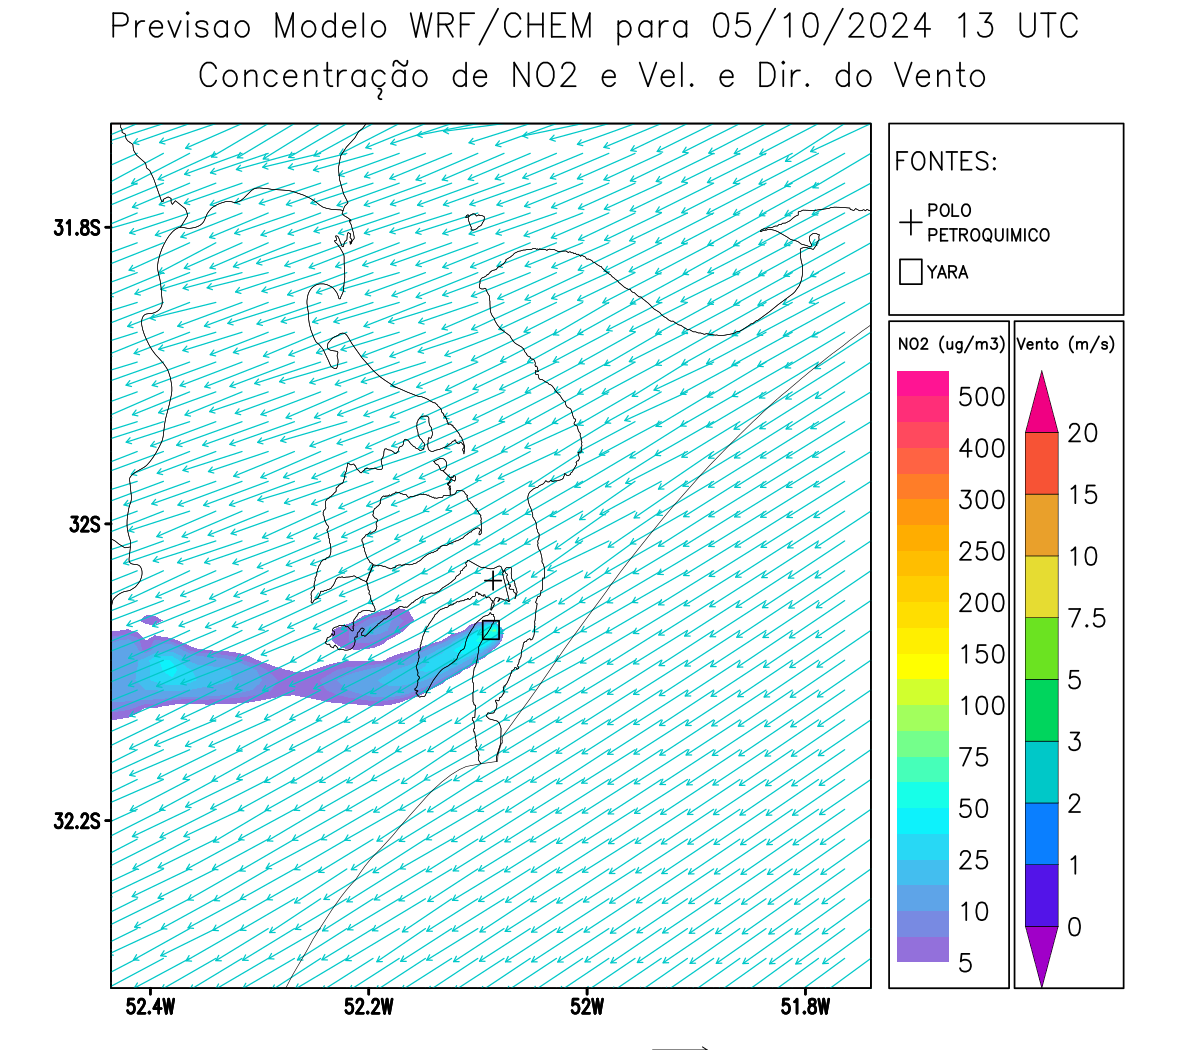 Previsao Modelo WRF/CHEM para 05/10/2024 13 UTC
Concentração de NO2 e Vel. e Dir. do Vento
FONTES:
POLO
PETROQUIMICO
YARA
NO2 (ug/m3)
500
400
300
250
200
150
100
75
50
25
10
5
Vento (m/s)
20
15
10
7.5
5
3
2
1
0
31.8S
32S
32.2S
52.4W
52.2W
52W
51.8W